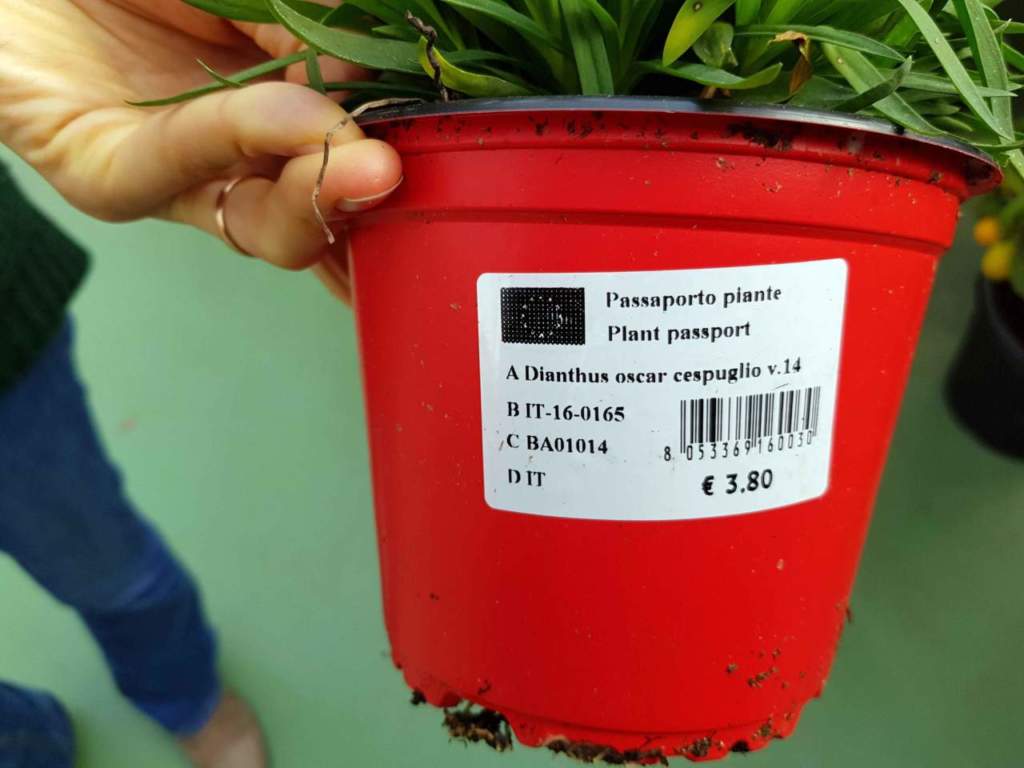 Passaporto piante
Plant passport
A Dianthus oscar cespuglio v.14
B IT-16-0165
C BA01014
D IT
8 053369 160030
€ 3.80